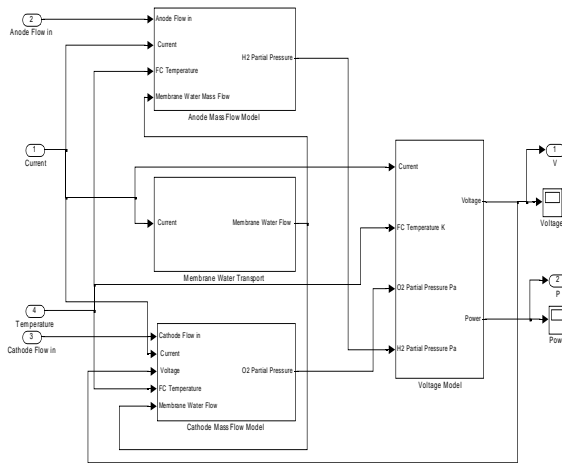 2
Anode Flow in
Anode Flow in
Current
FC Temperature
Membrane Water Mass Flow
H2 Partial Pressure
Anode Mass Flow Model
1
Current
Current
Membrane Water Flow
Membrane Water Transport
4
Temperature
3
Cathode Flow in
Cathode Flow in
Current
Voltage
FC Temperature
Membrane Water Flow
O2 Partial Pressure
Cathode Mass Flow Model
Current
FC Temperature K
O2 Partial Pressure Pa
H2 Partial Pressure Pa
Voltage
Power
Voltage Model
1
V
Voltage
2
P
Powe